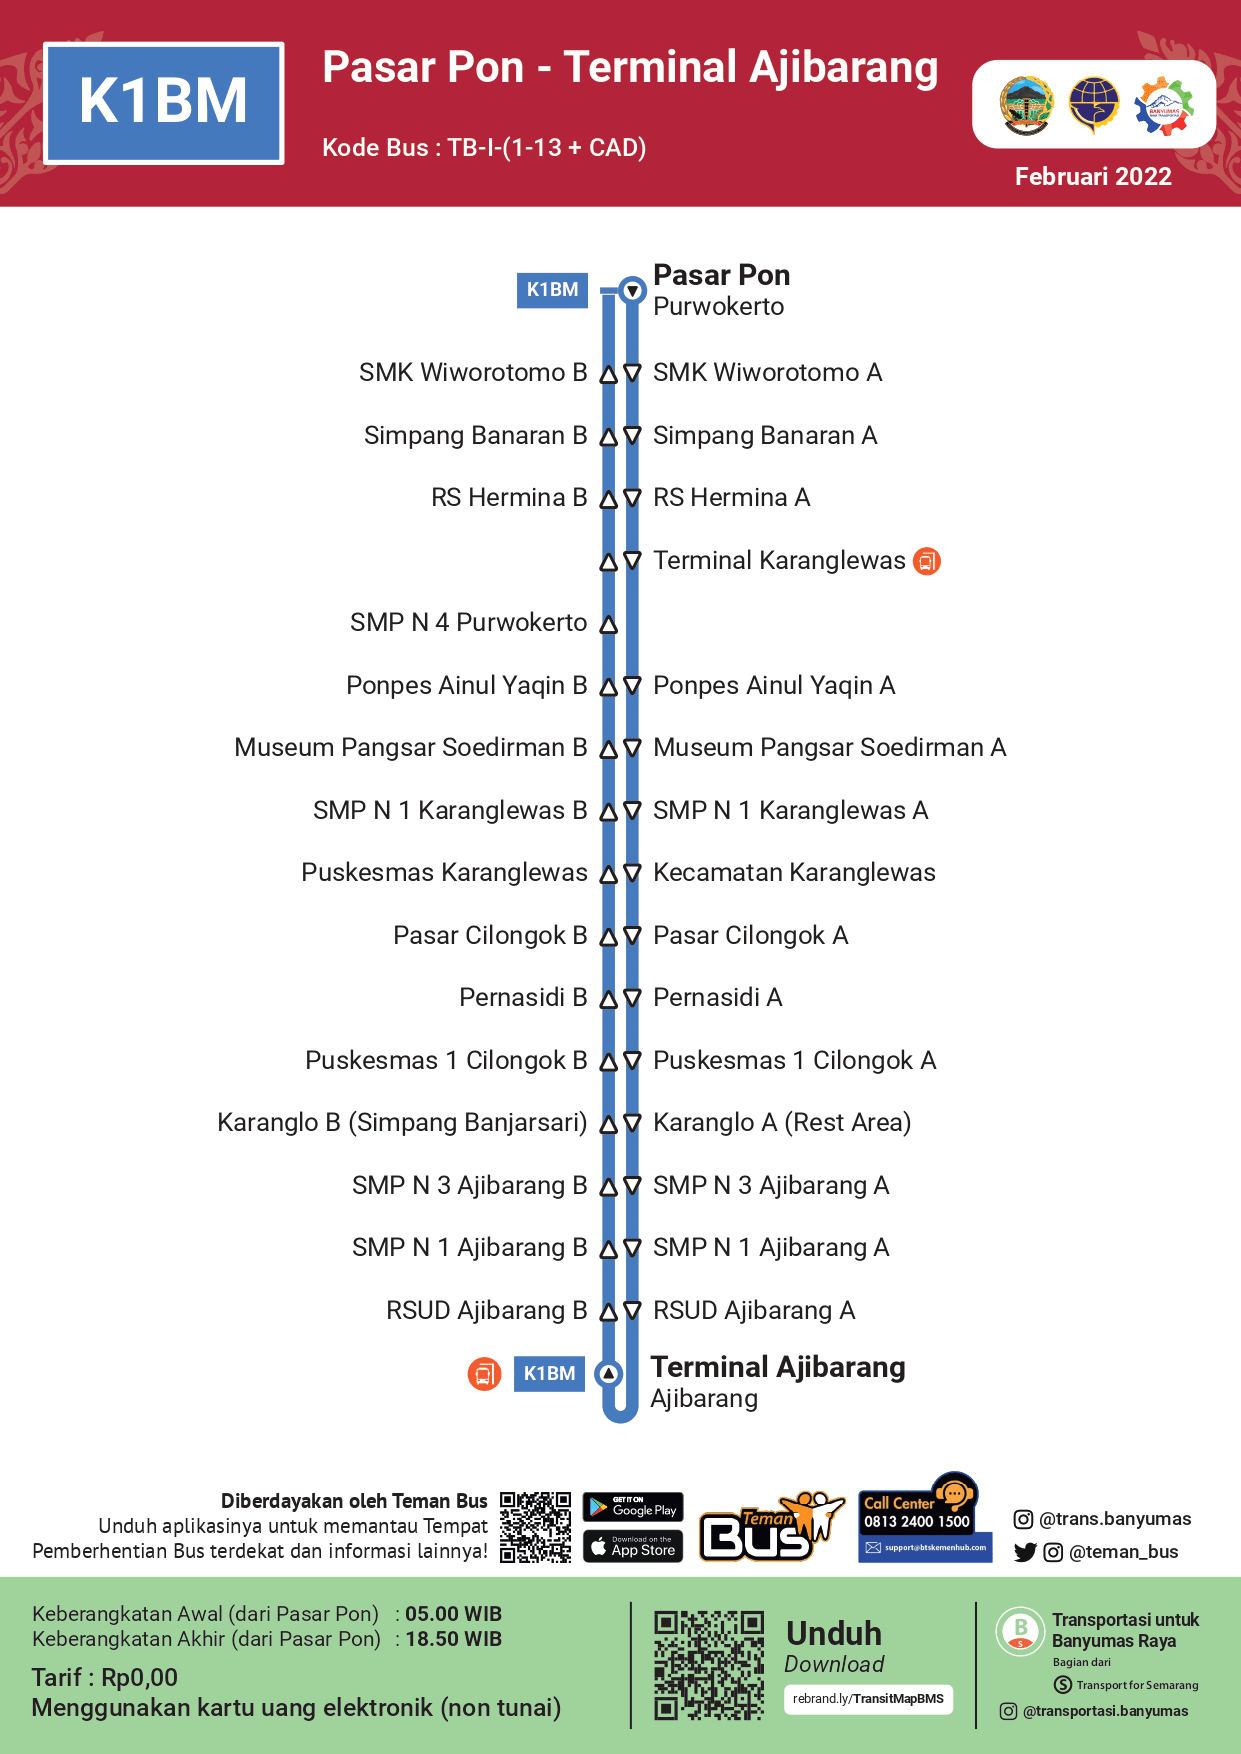 K1BM
Pasar Pon - Terminal Ajibarang
Kode Bus : TB-I-(1-13 + CAD)
BANYUMAS
Februari 2022
K1BM
Pasar Pon
Purwokerto
SMK Wiworotomo B
SMK Wiworotomo A
Simpang Banaran B
Simpang Banaran A
RS Hermina B
RS Hermina A
Terminal Karanglewas
SMP N 4 Purwokerto
Ponpes Ainul Yaqin B
Ponpes Ainul Yaqin A
Museum Pangsar Soedirman B
Museum Pangsar Soedirman A
SMP N 1 Karanglewas B
SMP N 1 Karanglewas A
Puskesmas Karanglewas
Kecamatan Karanglewas
Pasar Cilongok B
Pasar Cilongok A
Pernasidi B
Pernasidi A
Puskesmas 1 Cilongok B
Puskesmas 1 Cilongok A
Karanglo B (Simpang Banjarsari)
Karanglo A (Rest Area)
SMP N 3 Ajibarang B
SMP N 3 Ajibarang A
SMP N 1 Ajibarang B
SMP N 1 Ajibarang A
RSUD Ajibarang B
RSUD Ajibarang A
K1BM
Terminal Ajibarang
Ajibarang
Diberdayakan oleh Teman Bus
Unduh aplikasinya untuk memantau Tempat
Pemberhentian Bus terdekat dan informasi lainnya!
GET IT ON
Google Play
Download on the
App Store
Teman
Bus
Call Center
0813 2400 1500
support@btskemenhub.com
@trans.banyumas
@teman_bus
Keberangkatan Awal (dari Pasar Pon) : 05.00 WIB
Keberangkatan Akhir (dari Pasar Pon) : 18.50 WIB
Tarif : Rp0,00
Menggunakan kartu uang elektronik (non tunai)
Unduh
Download
rebrand.ly/TransitMapBMS
B
S
Transportasi untuk
Banyumas Raya
Bagian dari
S Transport for Semarang
@transportasi.banyumas